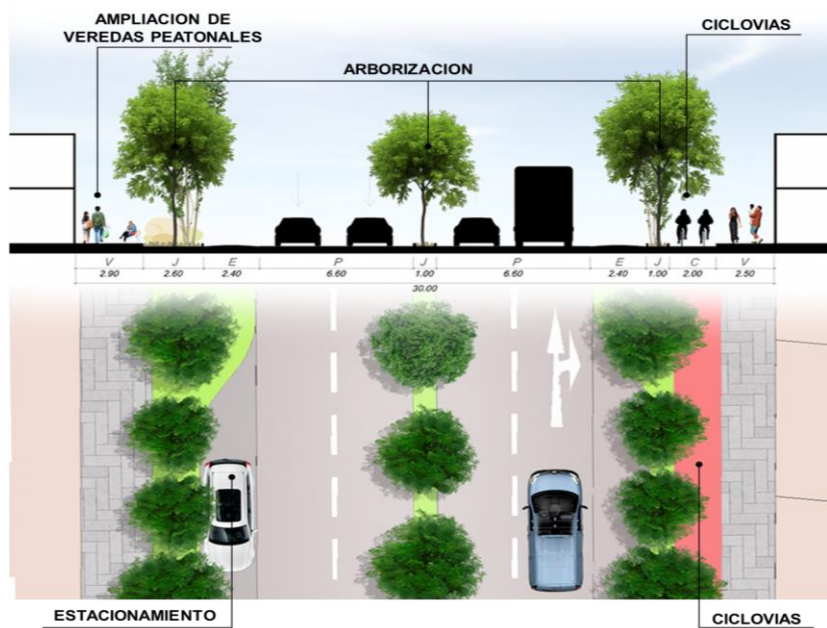 AMPLIACION DE
VEREDAS PEATONALES
CICLOVIAS
ARBORIZACION
V J E P J P E J C V
2.90 2.60 2.40 6.60 1.00 6.60 2.40 1.00 2.00 2.50
30.00
ESTACIONAMIENTO
CICLOVIAS